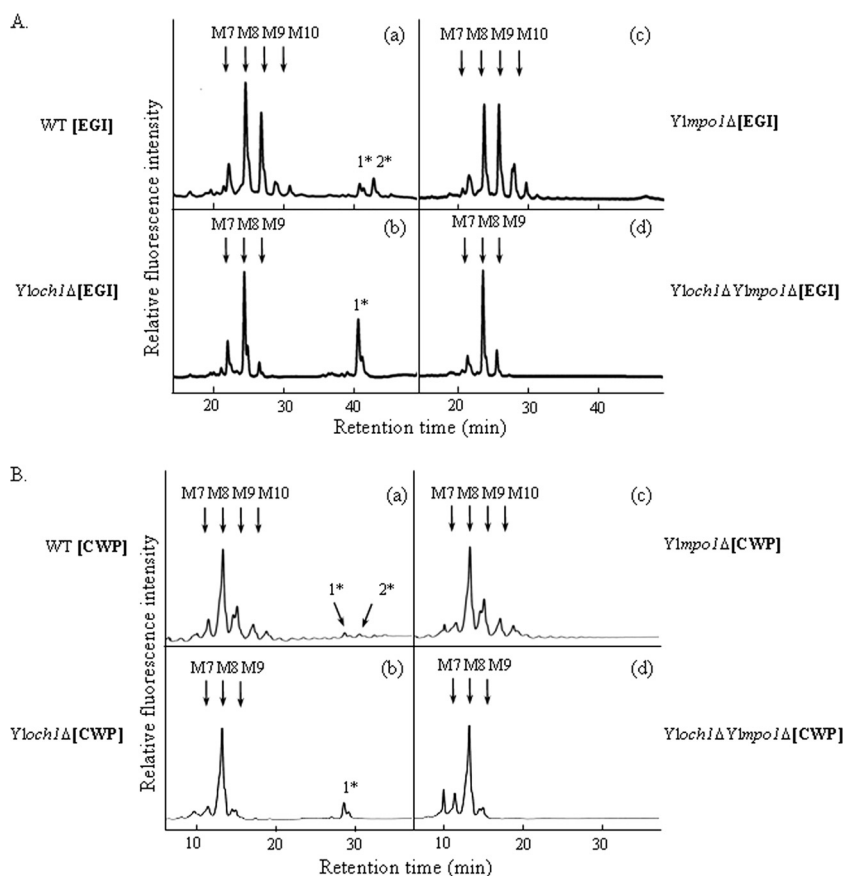 A.
M7 M8 M9 M10
(a)
M7 M8 M9 M10
(c)
WT [EGI]
Ylmpo1Δ[EGI]
1* 2*
M7 M8 M9
(b)
M7 M8 M9
(d)
Yloch1Δ[EGI]
1*
Yloch1ΔYlmpo1Δ[EGI]
Relative fluorescence intensity
20 30 40 20 30 40
Retention time (min)
B.
M7 M8 M9 M10
(a)
M7 M8 M9 M10
(c)
WT [CWP]
Ylmpo1Δ[CWP]
1* 2*
M7 M8 M9
(b)
M7 M8 M9
(d)
Yloch1Δ[CWP]
1*
Yloch1ΔYlmpo1Δ[CWP]
Relative fluorescence intensity
10 20 30 10 20 30
Retention time (min)